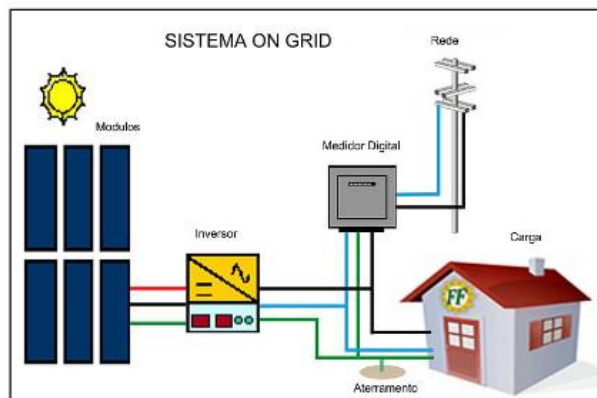 SISTEMA ON GRID
Rede
Modulos
Medidor Digital
Inversor
Carga
FF
Aterramento